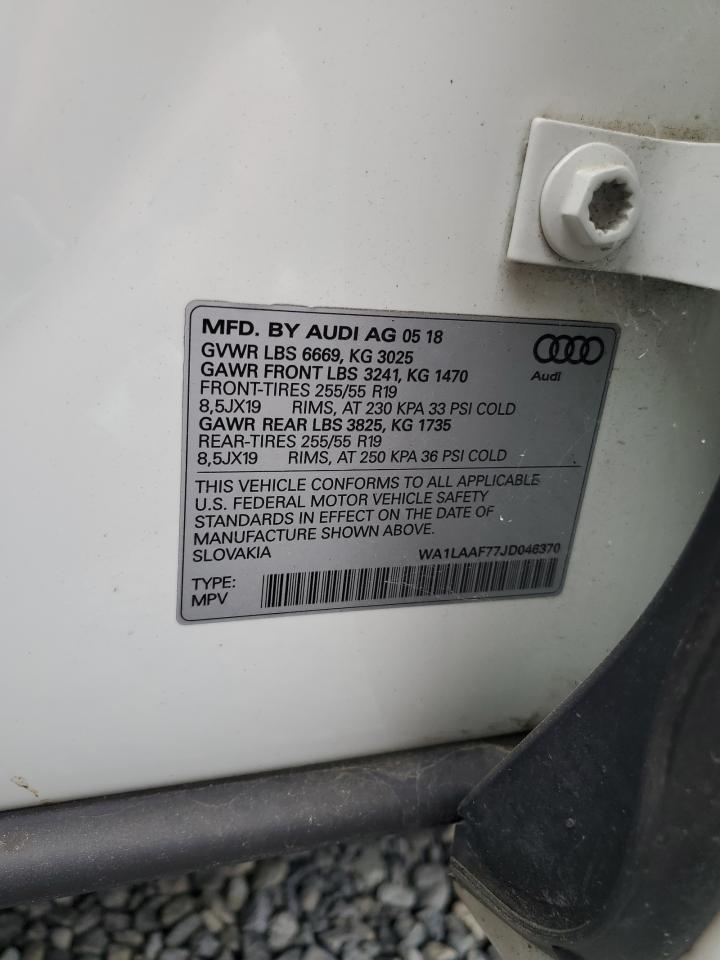 MFD. BY AUDI AG 05 18
GVWR LBS 6669, KG 3025
GAWR FRONT LBS 3241, KG 1470
FRONT-TIRES 255/55 R19
8,5JX19 RIMS, AT 230 KPA 33 PSI COLD
GAWR REAR LBS 3825, KG 1735
REAR-TIRES 255/55 R19
8,5JX19 RIMS, AT 250 KPA 36 PSI COLD
Audi
THIS VEHICLE CONFORMS TO ALL APPLICABLE
U.S. FEDERAL MOTOR VEHICLE SAFETY
STANDARDS IN EFFECT ON THE DATE OF
MANUFACTURE SHOWN ABOVE.
SLOVAKIA WA1LAAF77JD046370
TYPE:
MPV